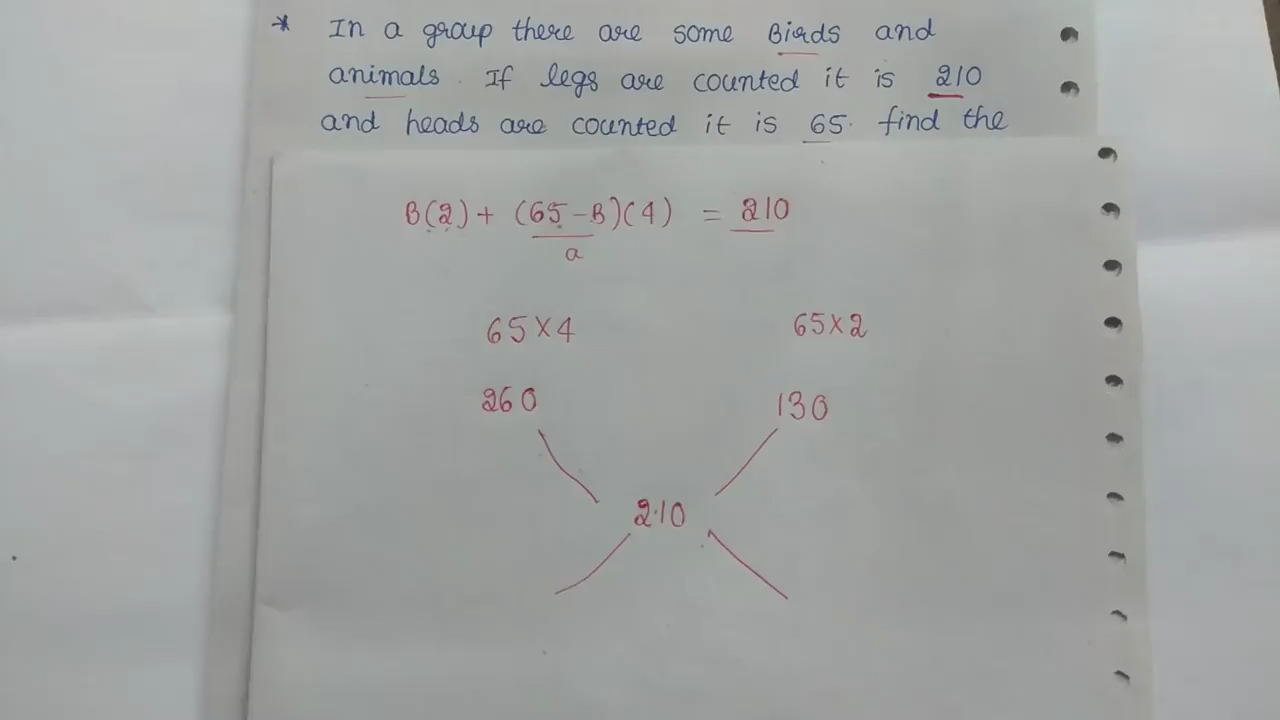 * In a group there are some Birds and
animals. If legs are counted it is 210
and heads are counted it is 65. find the
B(2) + (65-B)(4) = 210
a
65×4 65×2
260 130
210